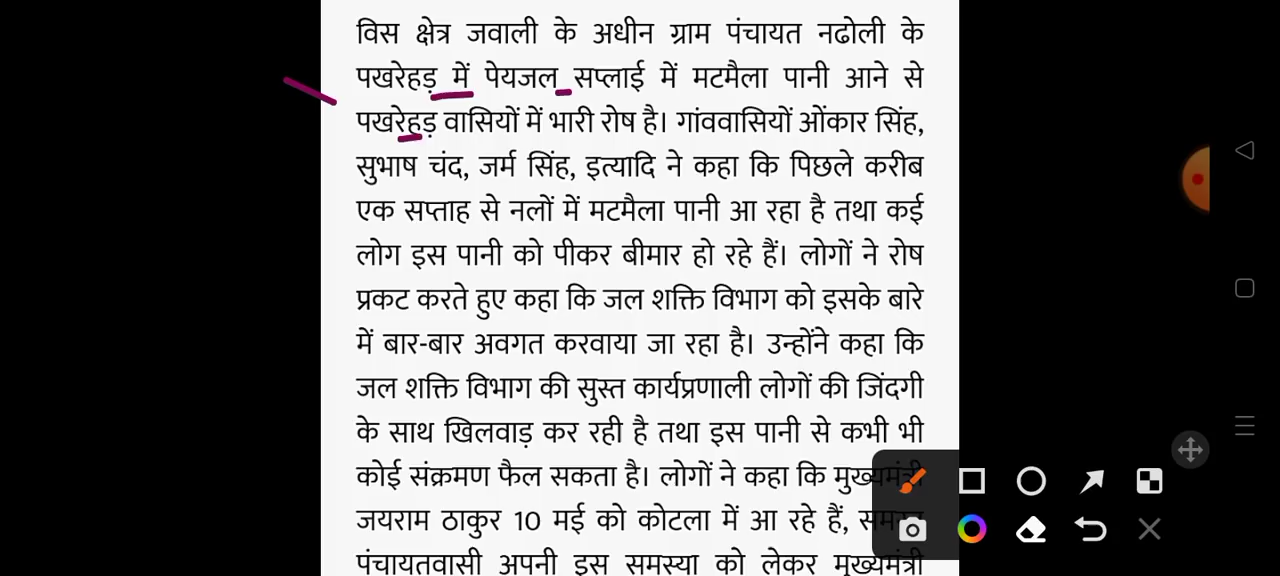 विस क्षेत्र जवाली के अधीन ग्राम पंचायत नढोली के
पखरेहड़ में पेयजल सप्लाई में मटमैला पानी आने से
पखरेहड़ वासियों में भारी रोष है। गांववासियों ओंकार सिंह,
सुभाष चंद, जर्म सिंह, इत्यादि ने कहा कि पिछले करीब
एक सप्ताह से नलों में मटमैला पानी आ रहा है तथा कई
लोग इस पानी को पीकर बीमार हो रहे हैं। लोगों ने रोष
प्रकट करते हुए कहा कि जल शक्ति विभाग को इसके बारे
में बार-बार अवगत करवाया जा रहा है। उन्होंने कहा कि
जल शक्ति विभाग की सुस्त कार्यप्रणाली लोगों की जिंदगी
के साथ खिलवाड़ कर रही है तथा इस पानी से कभी भी
कोई संक्रमण फैल सकता है। लोगों ने कहा कि मुख्यमंत्री
जयराम ठाकुर 10 मई को कोटला में आ रहे हैं, समस्त
पंचायतवासी अपनी इस समस्या को लेकर मुख्यमंत्री